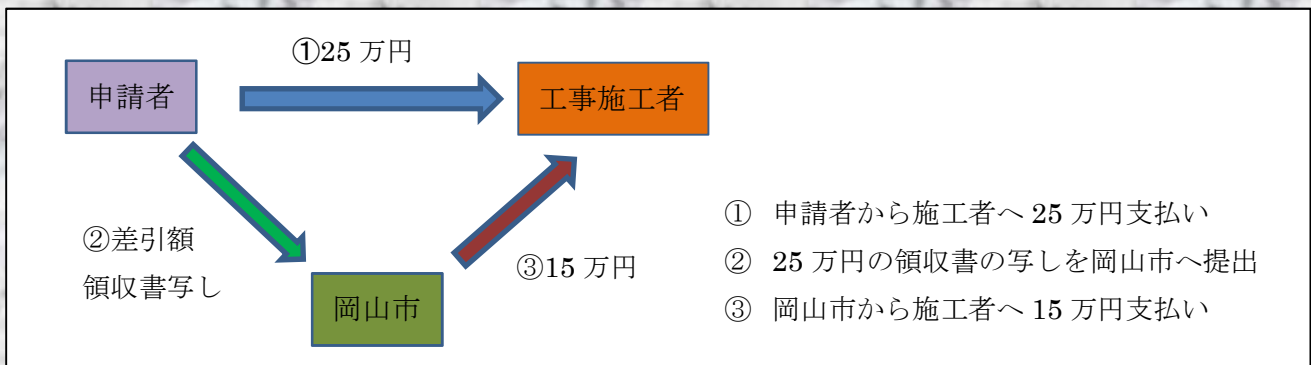 ①25 万円
申請者
工事施工者
②差引額
領収書写し
③15 万円
岡山市
① 申請者から施工者へ 25 万円支払い
② 25 万円の領収書の写しを岡山市へ提出
③ 岡山市から施工者へ 15 万円支払い